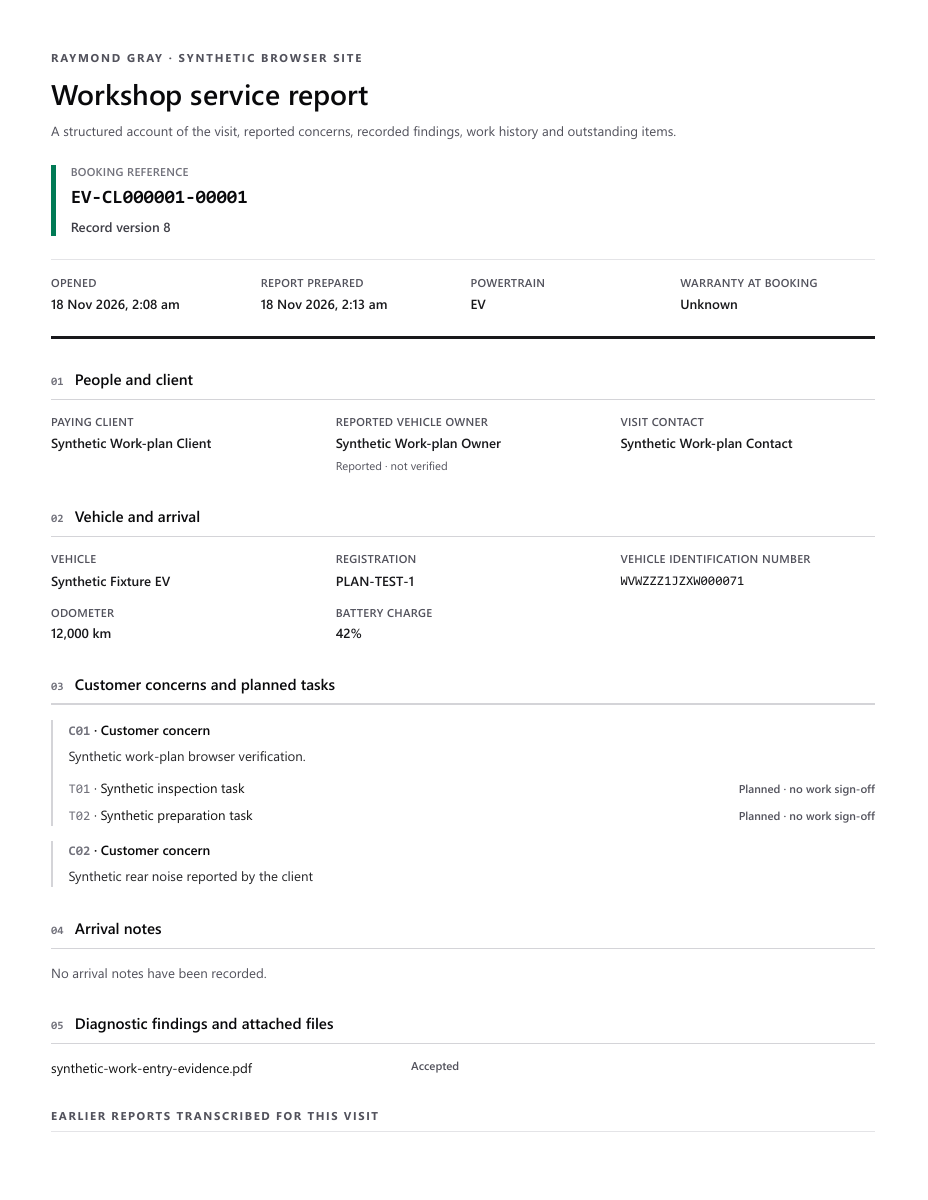 RAYMOND GRAY · SYNTHETIC BROWSER SITE
Workshop service report
A structured account of the visit, reported concerns, recorded findings, work history and outstanding items.
BOOKING REFERENCE
EV-CL000001-00001
Record version 8
OPENED REPORT PREPARED POWERTRAIN WARRANTY AT BOOKING
18 Nov 2026, 2:08 am 18 Nov 2026, 2:13 am EV Unknown
01 People and client
PAYING CLIENT REPORTED VEHICLE OWNER VISIT CONTACT
Synthetic Work-plan Client Synthetic Work-plan Owner Synthetic Work-plan Contact
Reported · not verified
02 Vehicle and arrival
VEHICLE REGISTRATION VEHICLE IDENTIFICATION NUMBER
Synthetic Fixture EV PLAN-TEST-1 WVWZZZ1JZXW000071
ODOMETER BATTERY CHARGE
12,000 km 42%
03 Customer concerns and planned tasks
C01 · Customer concern
Synthetic work-plan browser verification.
T01 · Synthetic inspection task Planned · no work sign-off
T02 · Synthetic preparation task Planned · no work sign-off
C02 · Customer concern
Synthetic rear noise reported by the client
04 Arrival notes
No arrival notes have been recorded.
05 Diagnostic findings and attached files
synthetic-work-entry-evidence.pdf Accepted
EARLIER REPORTS TRANSCRIBED FOR THIS VISIT